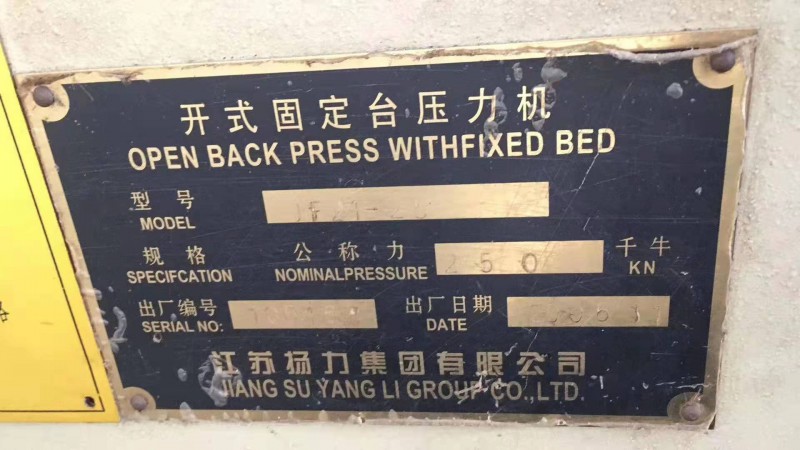 开式固定台压力机
OPEN BACK PRESS WITHFIXED BED
型号
MODEL
规格 公称力 250 千牛
SPECIFCATION NOMINALPRESSURE KN
出厂编号 出厂日期
SERIAL NO: DATE
江苏扬力集团有限公司
JIANG SU YANG LI GROUP CO.,LTD.